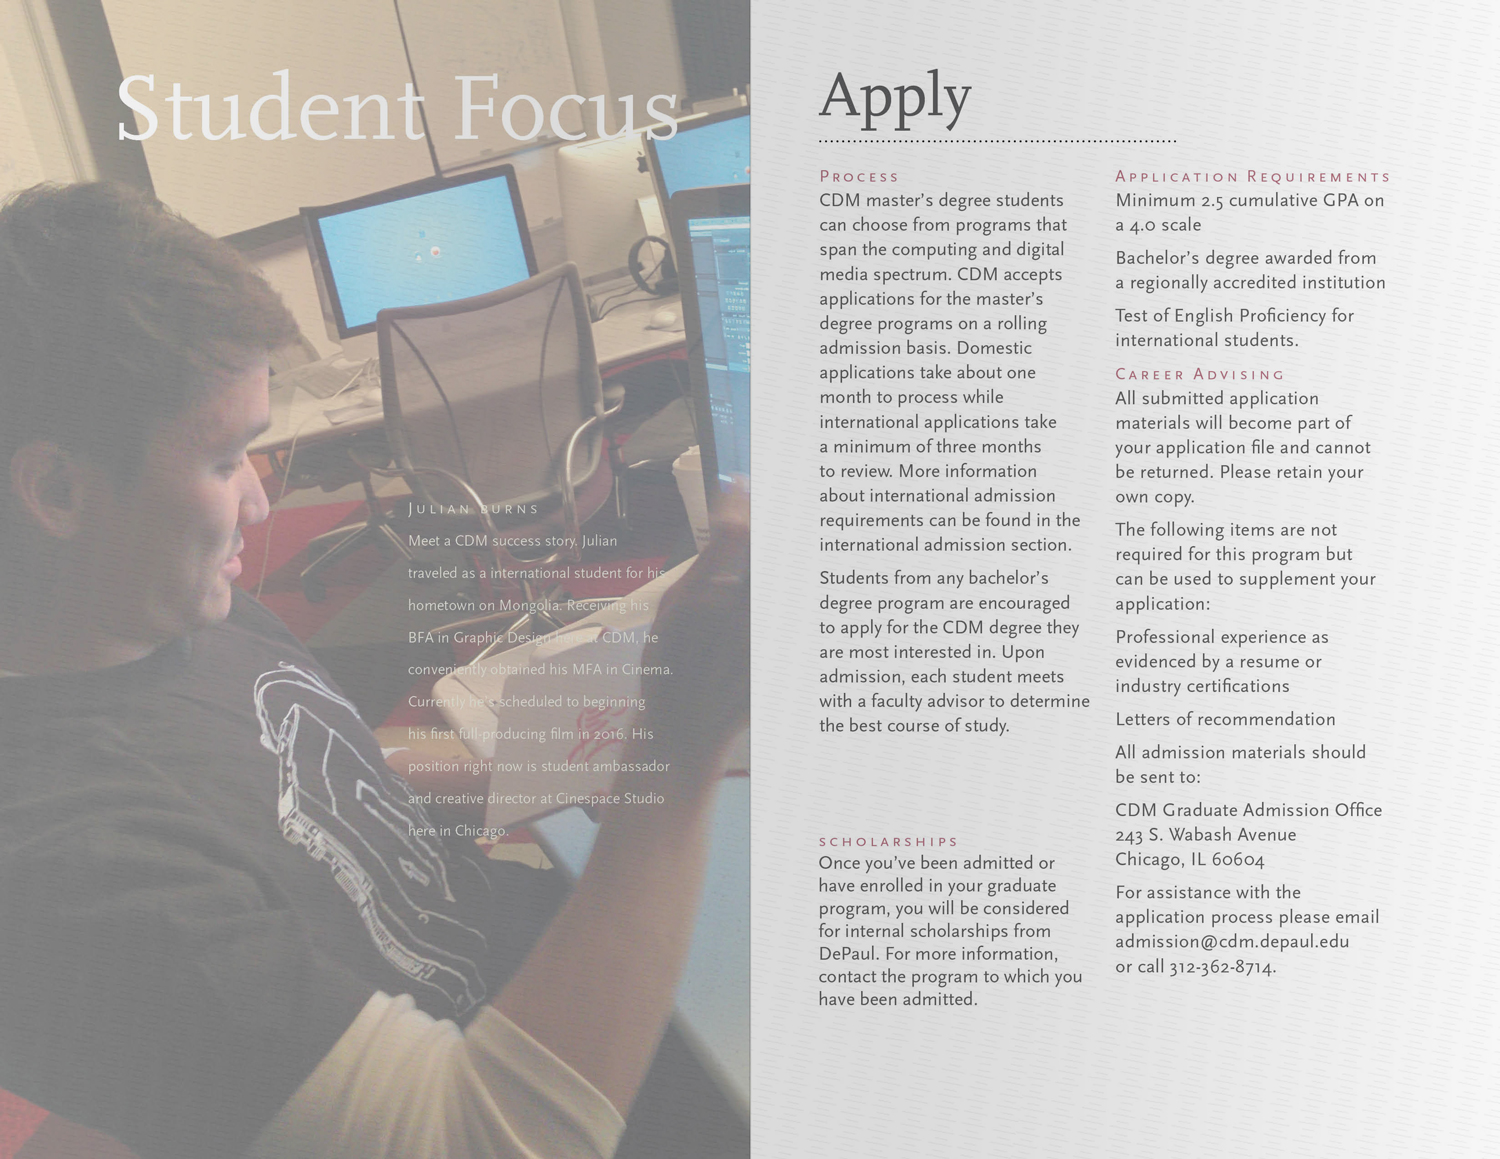 Student Focus
Julian Burns
Meet a CDM success story. Julian
traveled as a international student for his
hometown on Mongolia. Receiving his
BFA in Graphic Design here at CDM, he
conveniently obtained his MFA in Cinema.
Currently he's scheduled to beginning
his first full-producing film in 2016. His
position right now is student ambassador
and creative director at Cinespace Studio
here in Chicago.
Apply
Process
CDM master's degree students
can choose from programs that
span the computing and digital
media spectrum. CDM accepts
applications for the master's
degree programs on a rolling
admission basis. Domestic
applications take about one
month to process while
international applications take
a minimum of three months
to review. More information
about international admission
requirements can be found in the
international admission section.
Students from any bachelor's
degree program are encouraged
to apply for the CDM degree they
are most interested in. Upon
admission, each student meets
with a faculty advisor to determine
the best course of study.
scholarships
Once you've been admitted or
have enrolled in your graduate
program, you will be considered
for internal scholarships from
DePaul. For more information,
contact the program to which you
have been admitted.
Application Requirements
Minimum 2.5 cumulative GPA on
a 4.0 scale
Bachelor's degree awarded from
a regionally accredited institution
Test of English Proficiency for
international students.
Career Advising
All submitted application
materials will become part of
your application file and cannot
be returned. Please retain your
own copy.
The following items are not
required for this program but
can be used to supplement your
application:
Professional experience as
evidenced by a resume or
industry certifications
Letters of recommendation
All admission materials should
be sent to:
CDM Graduate Admission Office
243 S. Wabash Avenue
Chicago, IL 60604
For assistance with the
application process please email
admission@cdm.depaul.edu
or call 312-362-8714.